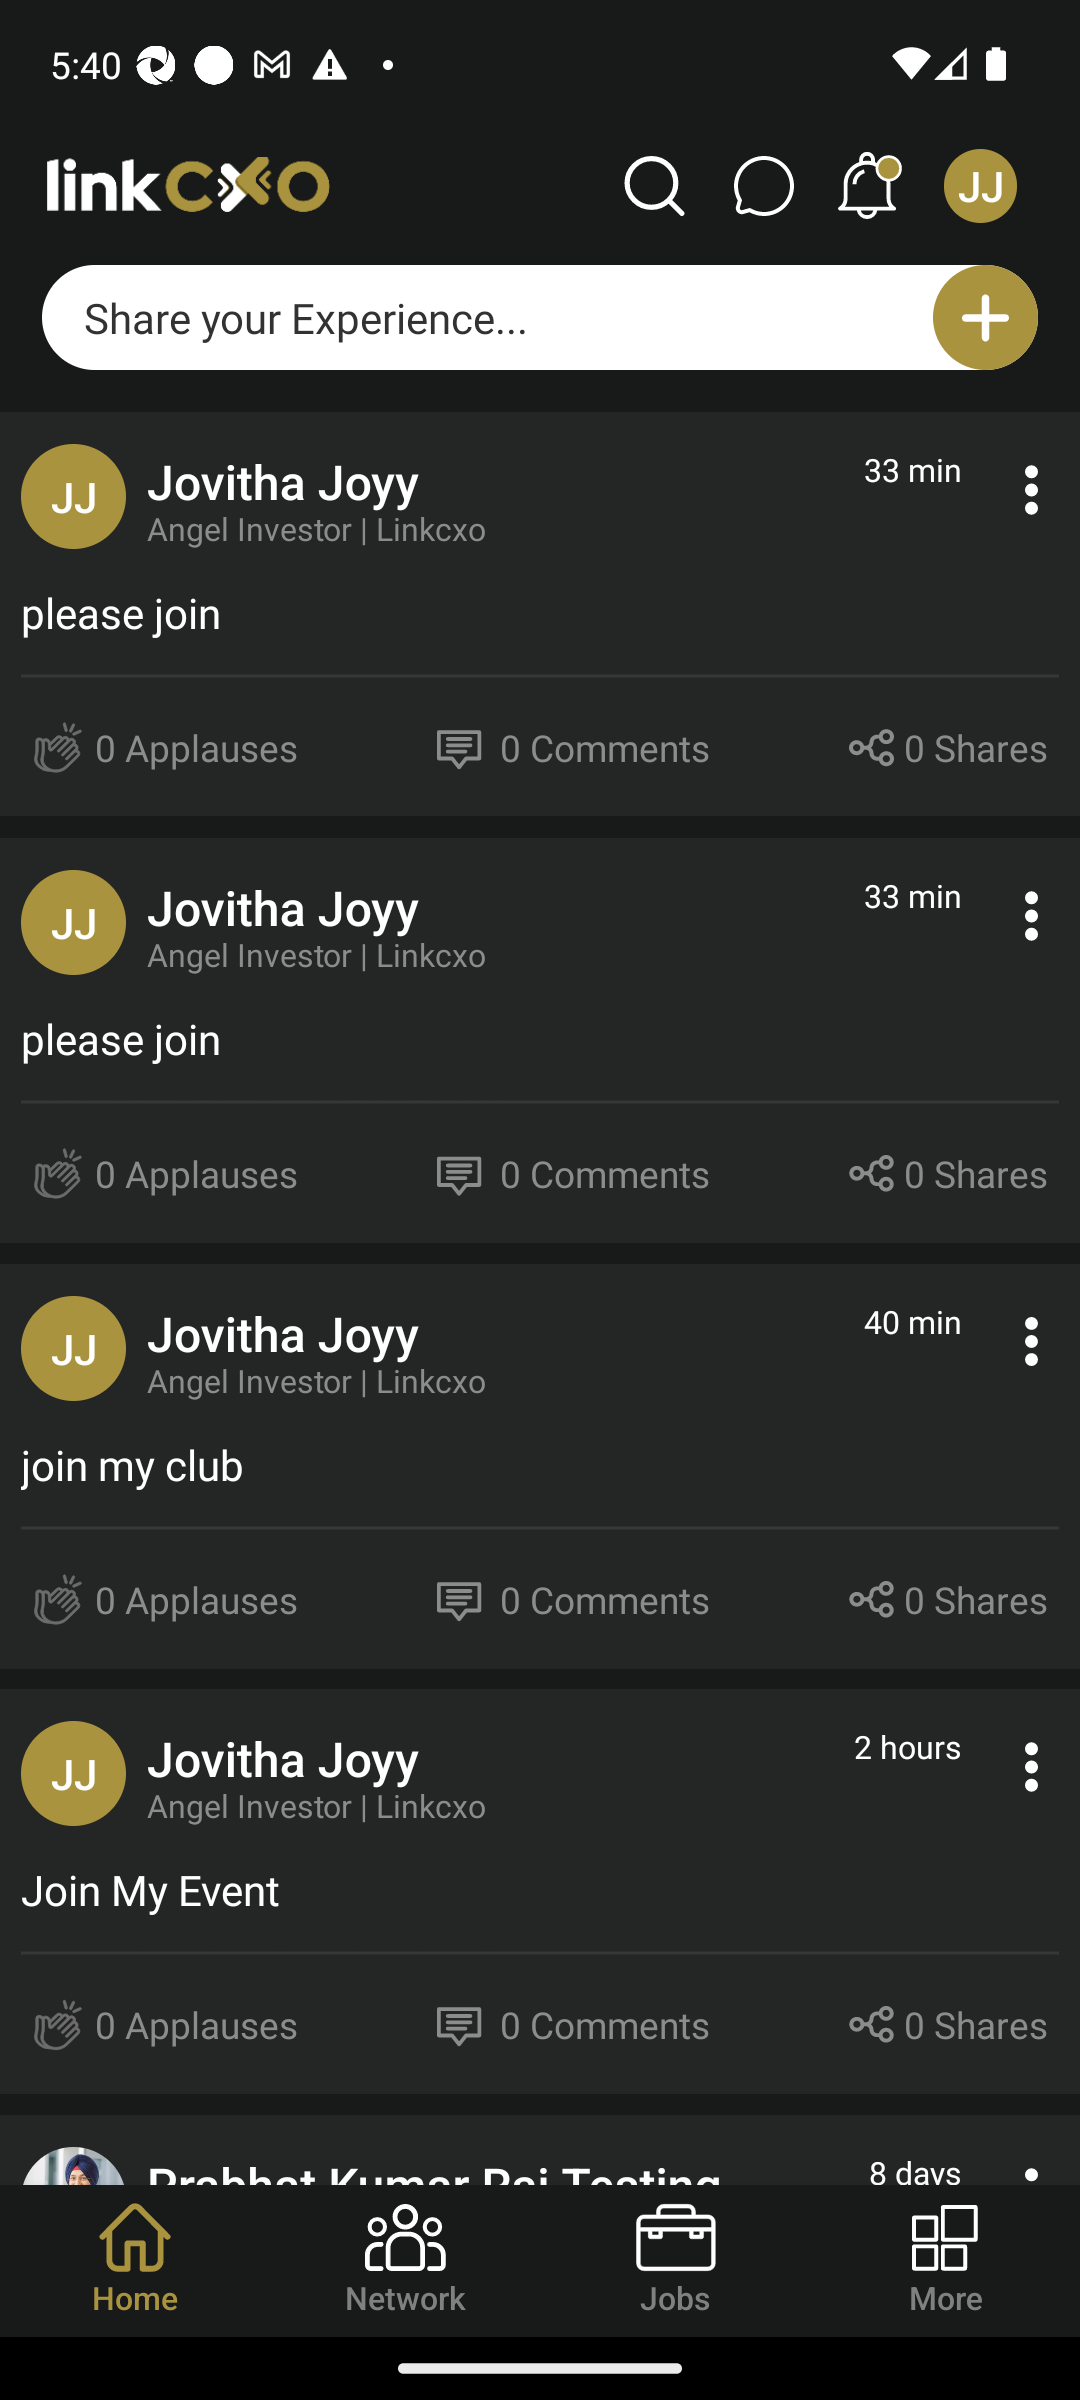 5:40
linkcxo
JJ
Share your Experience...
JJ
Jovitha Joyy
33 min
Angel Investor | Linkcxo
please join
0 Applauses
0 Comments
0 Shares
JJ
Jovitha Joyy
33 min
Angel Investor | Linkcxo
please join
0 Applauses
0 Comments
0 Shares
JJ
Jovitha Joyy
40 min
Angel Investor | Linkcxo
join my club
0 Applauses
0 Comments
0 Shares
JJ
Jovitha Joyy
2 hours
Angel Investor | Linkcxo
Join My Event
0 Applauses
0 Comments
0 Shares
Prabhat Kumar Rai Testing
8 days
Home
Network
Jobs
More